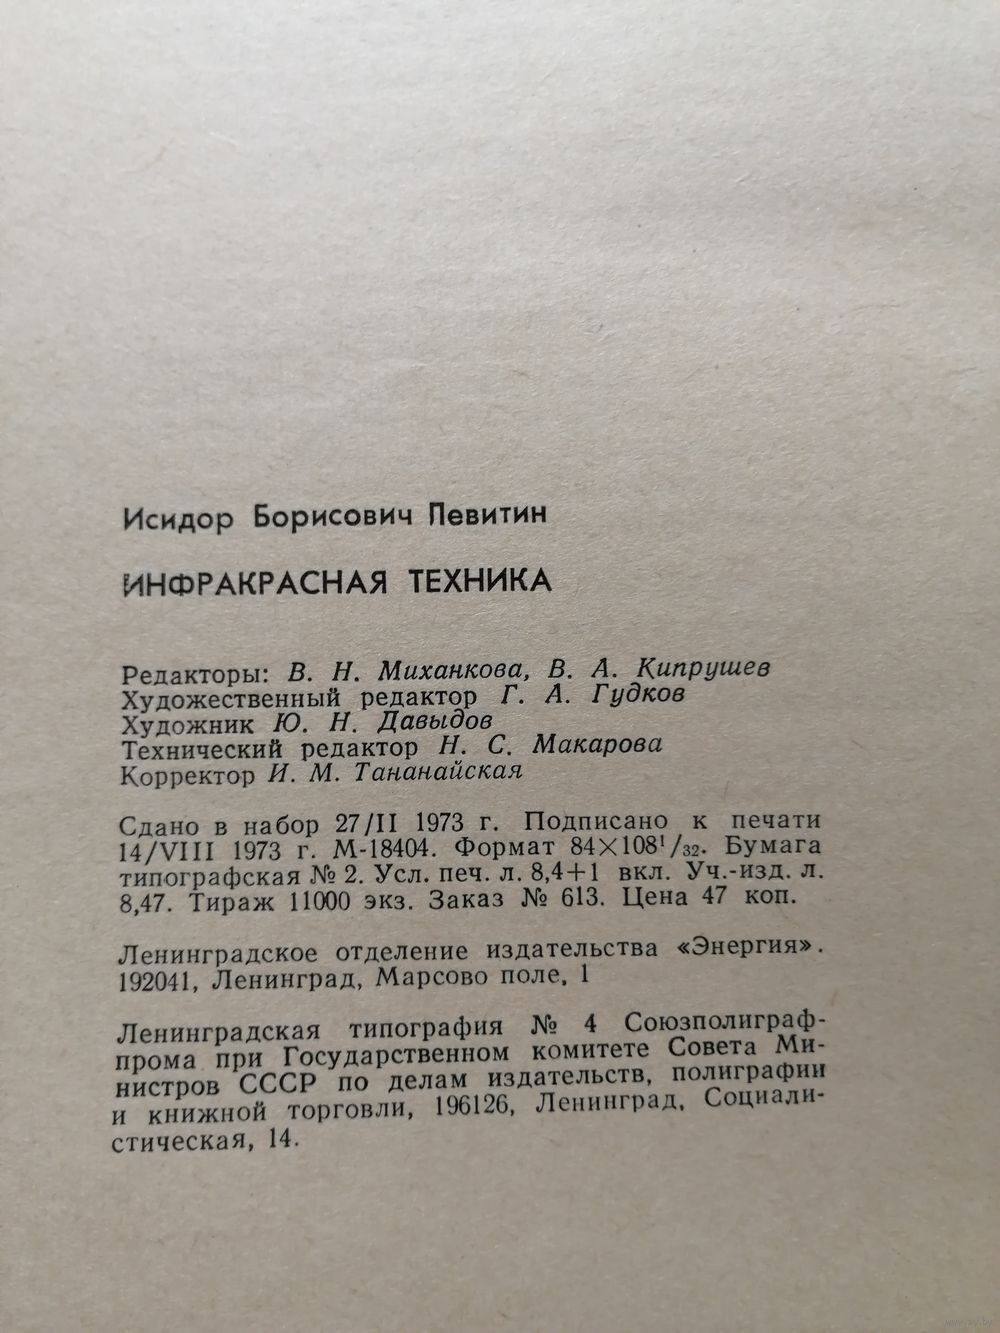 Исидор Борисович Левитин
ИНФРАКРАСНАЯ ТЕХНИКА
Редакторы: В. Н. Миханкова, В. А. Кипрушев
Художественный редактор Г. А. Гудков
Художник Ю. Н. Давыдов
Технический редактор Н. С. Макарова
Корректор И. М. Тананайская
Сдано в набор 27/II 1973 г. Подписано к печати
14/VIII 1973 г. М-18404. Формат 84×108¹/₃₂. Бумага
типографская № 2. Усл. печ. л. 8,4+1 вкл. Уч.-изд. л.
8,47. Тираж 11000 экз. Заказ № 613. Цена 47 коп.
Ленинградское отделение издательства «Энергия».
192041, Ленинград, Марсово поле, 1
Ленинградская типография № 4 Союзполиграф-
прома при Государственном комитете Совета Ми-
нистров СССР по делам издательств, полиграфии
и книжной торговли, 196126, Ленинград, Социали-
стическая, 14.